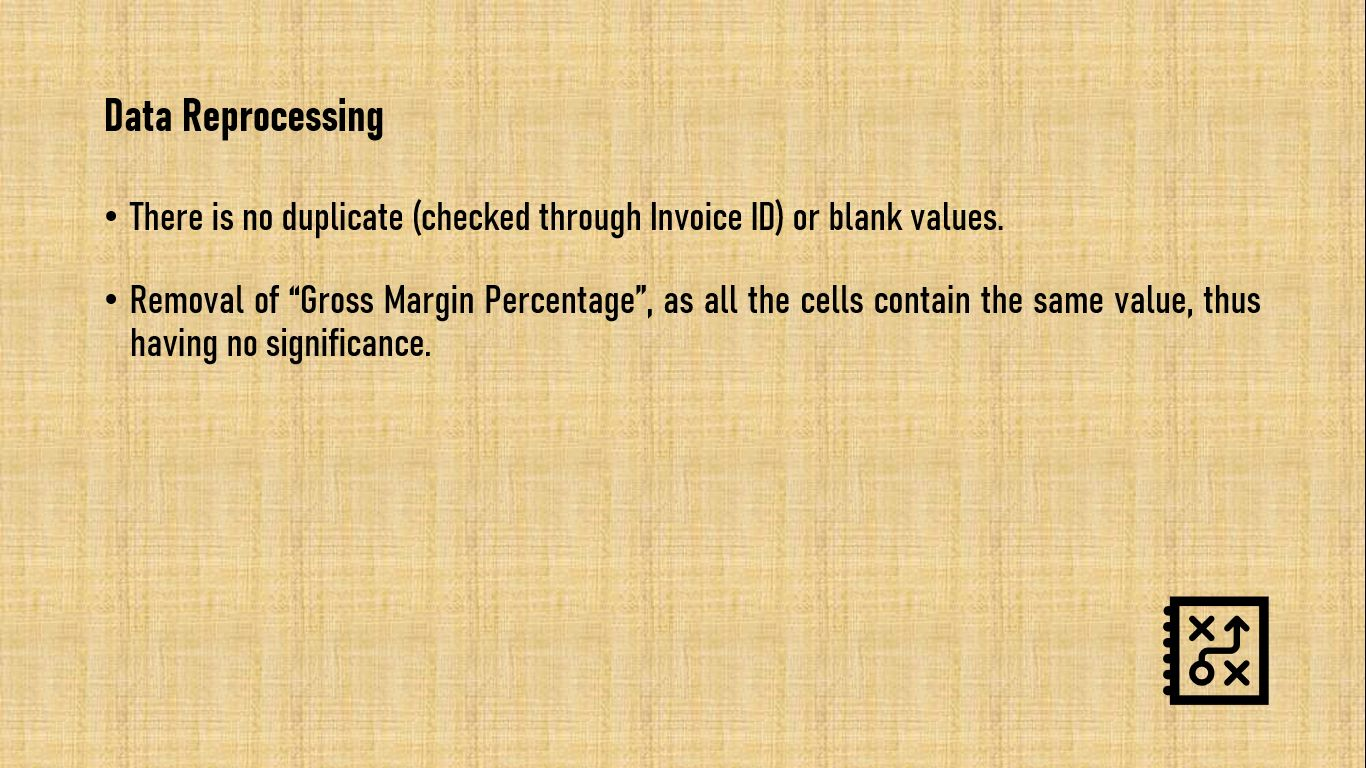 Data Reprocessing
• There is no duplicate (checked through Invoice ID) or blank values.
• Removal of “Gross Margin Percentage”, as all the cells contain the same value, thus
having no significance.